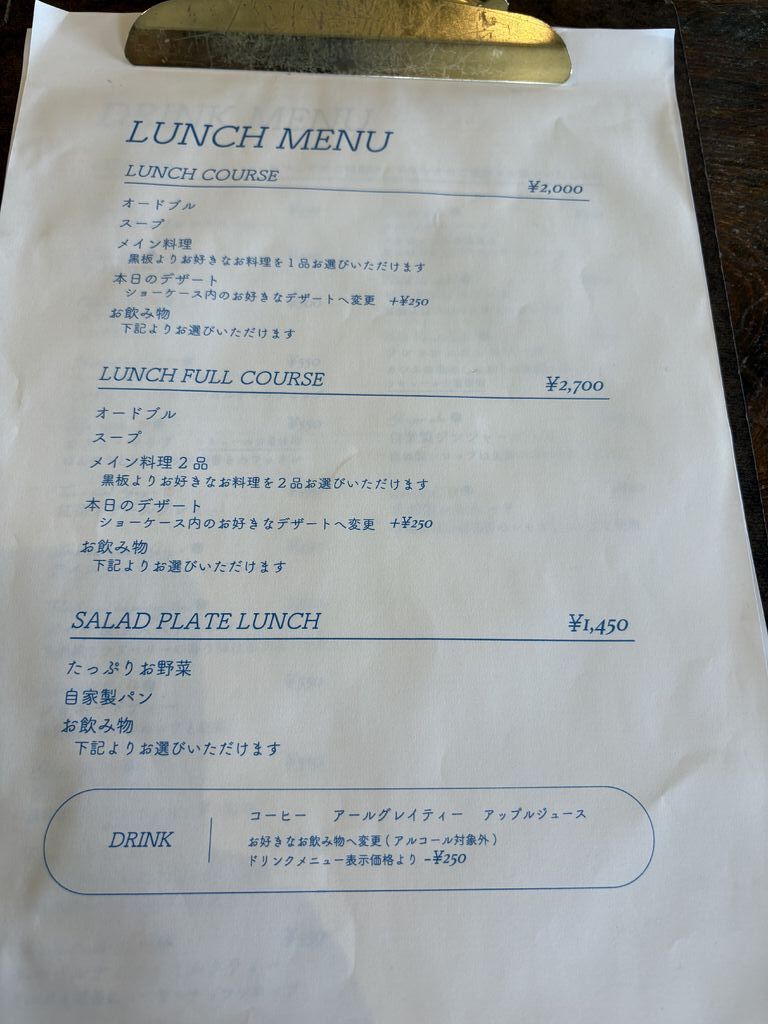 LUNCH MENU
LUNCH COURSE ¥2,000
オードブル
スープ
メイン料理
黒板よりお好きなお料理を1品お選びいただけます
本日のデザート
ショーケース内のお好きなデザートへ変更 +¥250
お飲み物
下記よりお選びいただけます
LUNCH FULL COURSE ¥2,700
オードブル
スープ
メイン料理2品
黒板よりお好きなお料理を2品お選びいただけます
本日のデザート
ショーケース内のお好きなデザートへ変更 +¥250
お飲み物
下記よりお選びいただけます
SALAD PLATE LUNCH ¥1,450
たっぷりお野菜
自家製パン
お飲み物
下記よりお選びいただけます
DRINK
コーヒー アールグレイティー アップルジュース
お好きなお飲み物へ変更(アルコール対象外)
ドリンクメニュー表示価格より -¥250